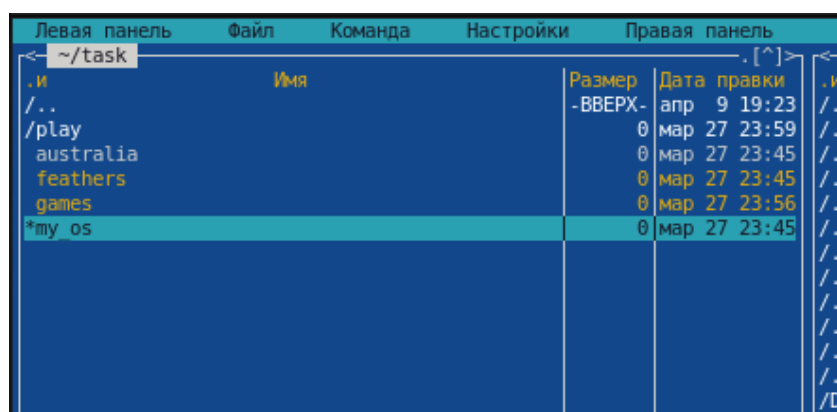 Левая панель Файл Команда Настройки Правая панель
<- ~/task .[^]>
.и Имя Размер Дата правки
/.. -ВВЕРХ- апр 9 19:23
/play 0 мар 27 23:59
australia 0 мар 27 23:45
feathers 0 мар 27 23:45
games 0 мар 27 23:56
*my_os 0 мар 27 23:45